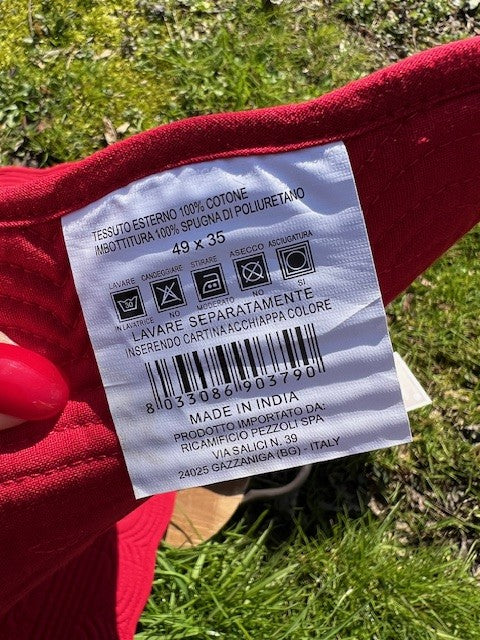 TESSUTO ESTERNO 100% COTONE
IMBOTTITURA 100% SPUGNA DI POLIURETANO
49 x 35
LAVARE CANDEGGIARE STIRARE A SECCO ASCIUGATURA
IN LAVATRICE NO MODERATO NO SI
LAVARE SEPARATAMENTE
INSERENDO CARTINA ACCHIAPPA COLORE
8 033086 903790
MADE IN INDIA
PRODOTTO IMPORTATO DA:
RICAMIFICIO PEZZOLI SPA
VIA SALICI N. 39
24025 GAZZANIGA (BG) - ITALY